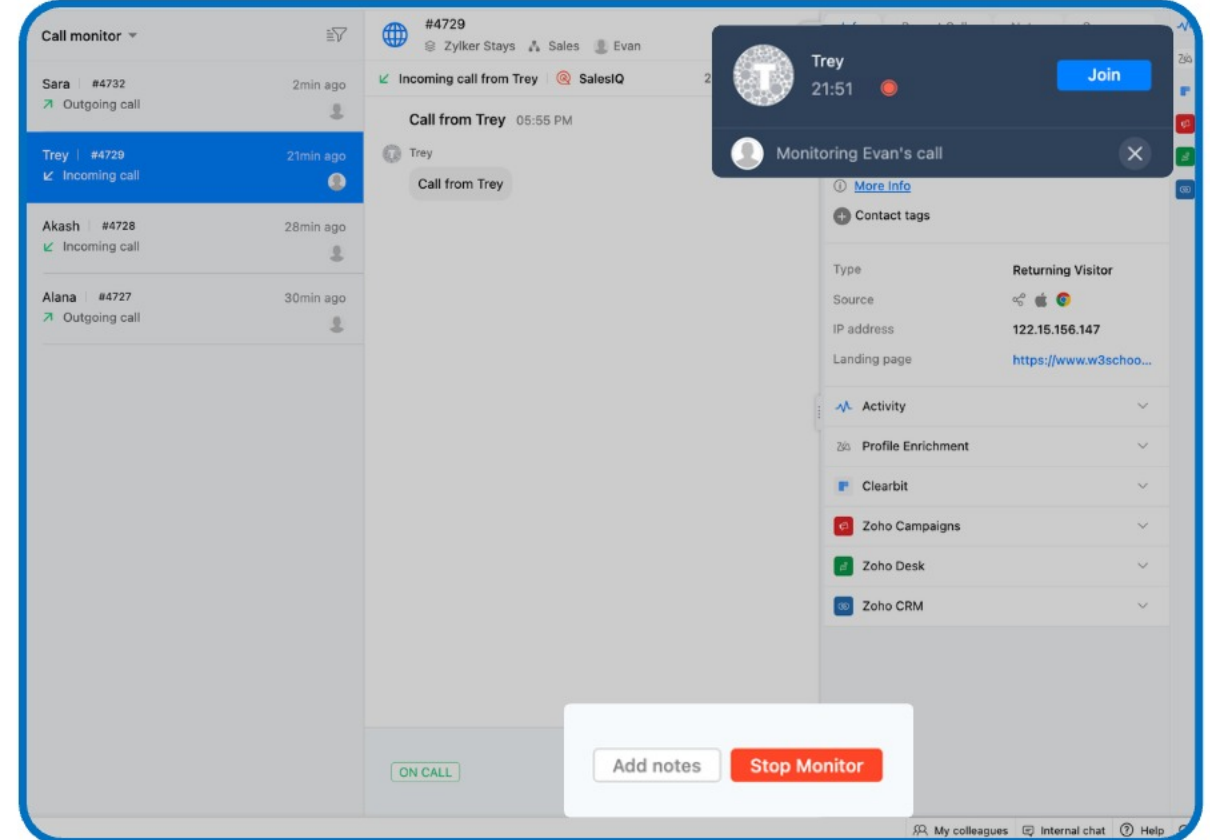 Call monitor
Sara #4732 2min ago
Outgoing call
Trey #4729 21min ago
Incoming call
Akash #4728 28min ago
Incoming call
Alana #4727 30min ago
Outgoing call
#4729
Zylker Stays Sales Evan
Incoming call from Trey SalesIQ 2
Call from Trey 05:55 PM
Trey
Call from Trey
ON CALL
T
Trey
21:51
Join
Monitoring Evan's call
More Info
Contact tags
Type Returning Visitor
Source
IP address 122.15.156.147
Landing page https://www.w3schoo...
Activity
Profile Enrichment
Clearbit
Zoho Campaigns
Zoho Desk
Zoho CRM
Add notes Stop Monitor
My colleagues Internal chat Help